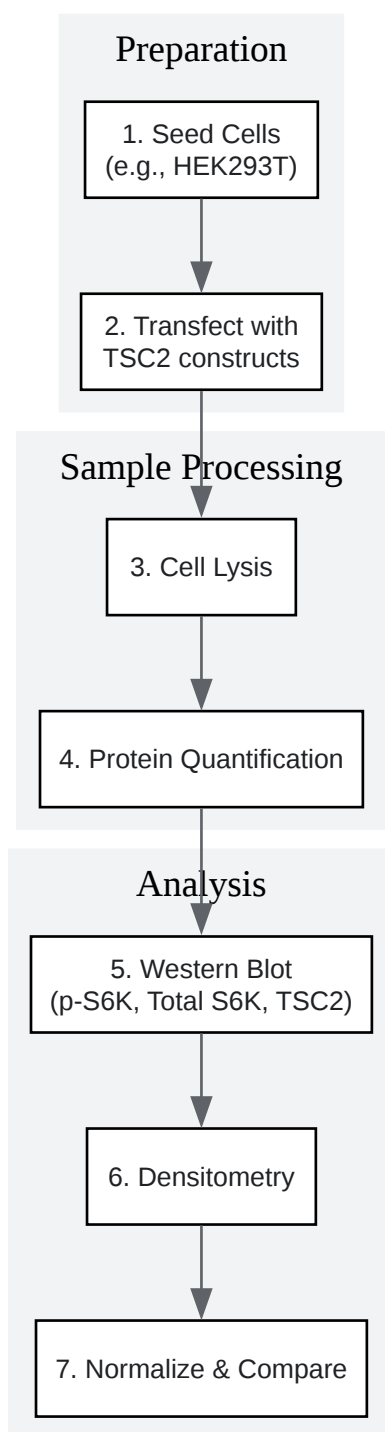 Preparation
1. Seed Cells
(e.g., HEK293T)
2. Transfect with
TSC2 constructs
Sample Processing
3. Cell Lysis
4. Protein Quantification
Analysis
5. Western Blot
(p-S6K, Total S6K, TSC2)
6. Densitometry
7. Normalize & Compare